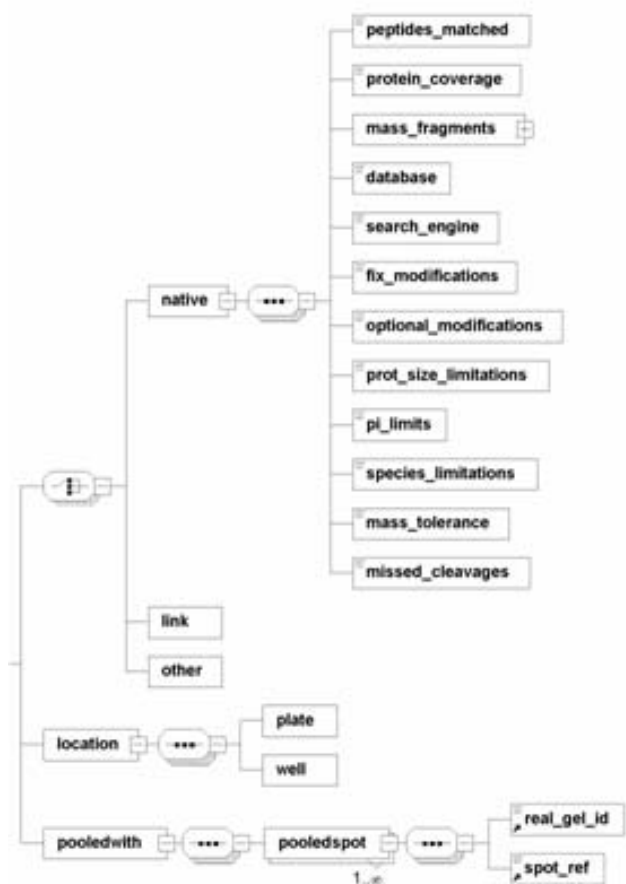 peptides_matched
protein_coverage
mass_fragments
database
search_engine
fix_modifications
native
optional_modifications
prot_size_limitations
pi_limits
species_limitations
mass_tolerance
missed_cleavages
link
other
plate
location
well
real_gel_id
pooledwith
pooledspot
spot_ref
1..∞